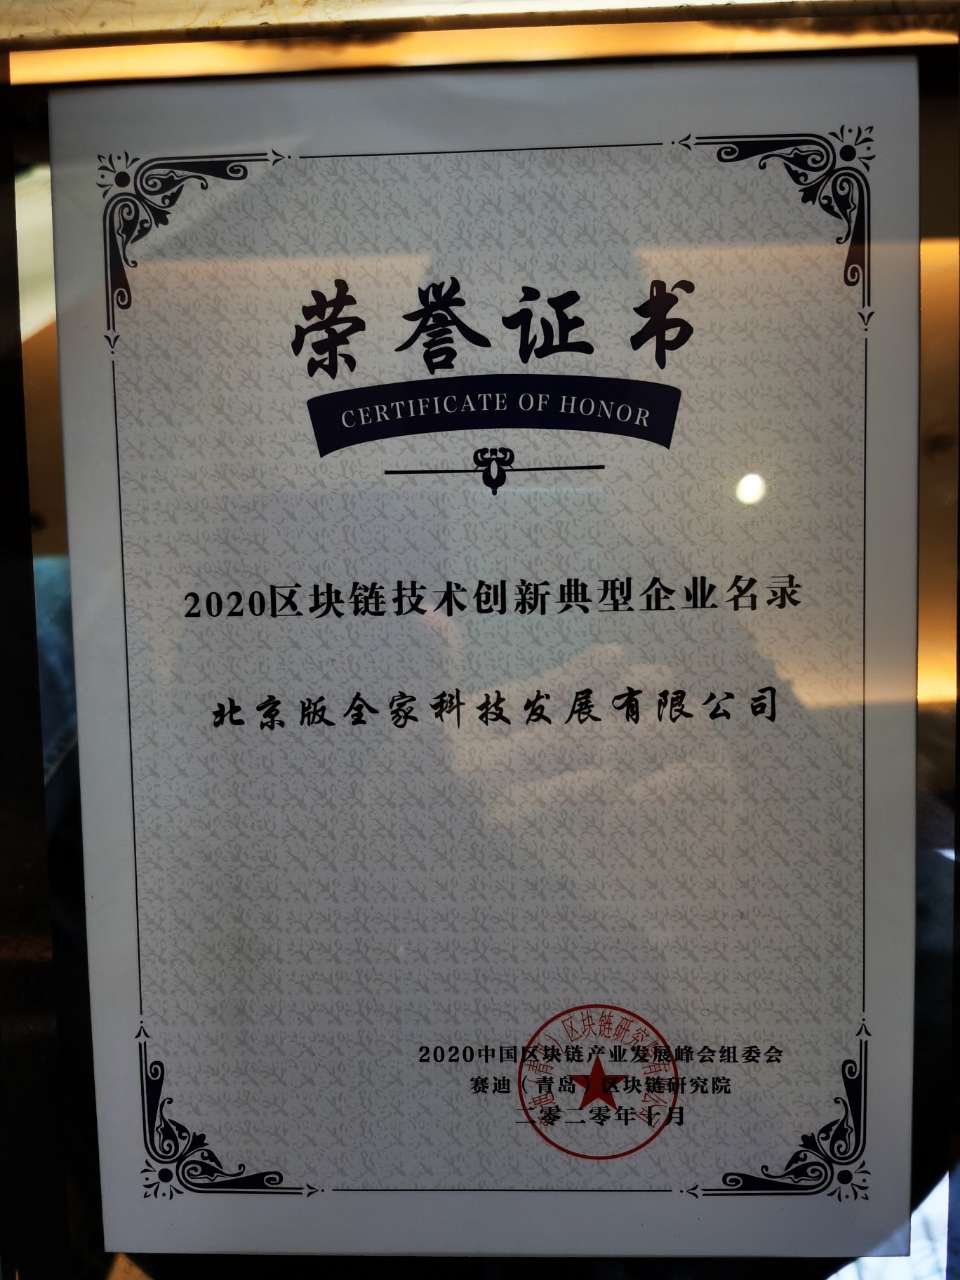 荣誉证书
CERTIFICATE OF HONOR
2020区块链技术创新典型企业名录
北京版全家科技发展有限公司
2020中国区块链产业发展峰会组委会
赛迪（青岛）区块链研究院
二零二零年十月